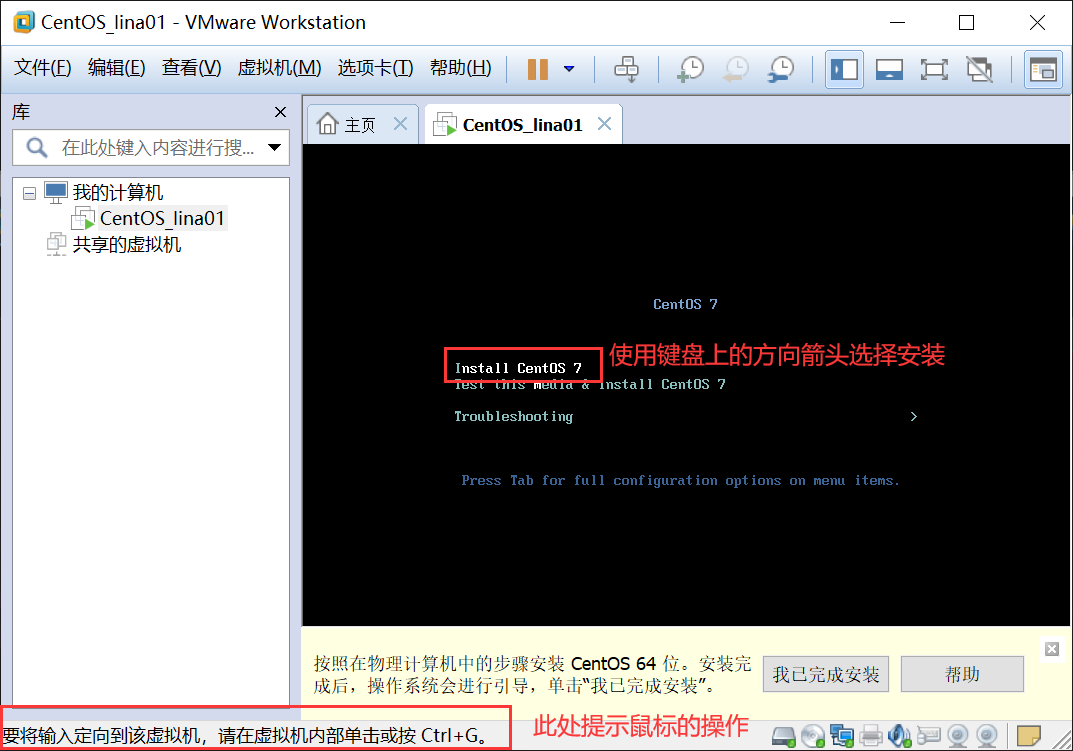 CentOS_lina01 - VMware Workstation
文件(F) 编辑(E) 查看(V) 虚拟机(M) 选项卡(T) 帮助(H)
库
主页
CentOS_lina01
在此处键入内容进行搜...
我的计算机
CentOS_lina01
共享的虚拟机
CentOS 7
使用键盘上的方向箭头选择安装
Install CentOS 7
Test this media & install CentOS 7
Troubleshooting >
Press Tab for full configuration options on menu items.
按照在物理计算机中的步骤安装 CentOS 64 位。安装完
成后，操作系统会进行引导，单击“我已完成安装”。
我已完成安装
帮助
要将输入定向到该虚拟机，请在虚拟机内部单击或按 Ctrl+G。
此处提示鼠标的操作